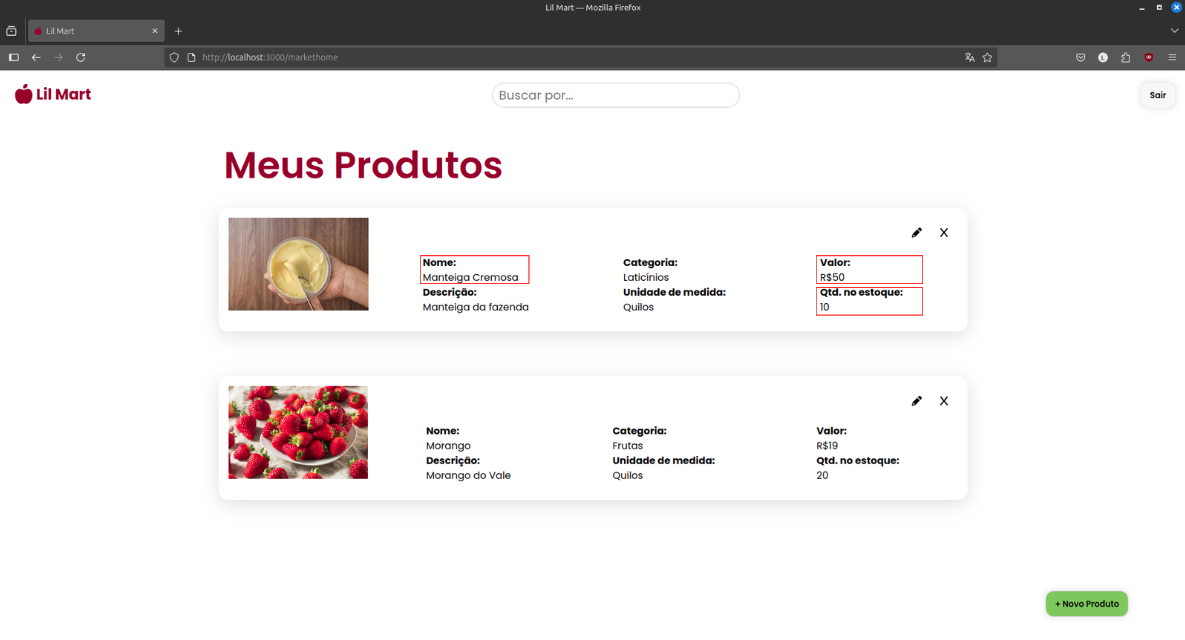 Lil Mart — Mozilla Firefox
Lil Mart
http://localhost:3000/markethome
Lil Mart
Buscar por...
Sair
Meus Produtos
Nome: Categoria: Valor:
Manteiga Cremosa Laticínios R$50
Descrição: Unidade de medida: Qtd. no estoque:
Manteiga da fazenda Quilos 10
Nome: Categoria: Valor:
Morango Frutas R$19
Descrição: Unidade de medida: Qtd. no estoque:
Morango do Vale Quilos 20
+ Novo Produto